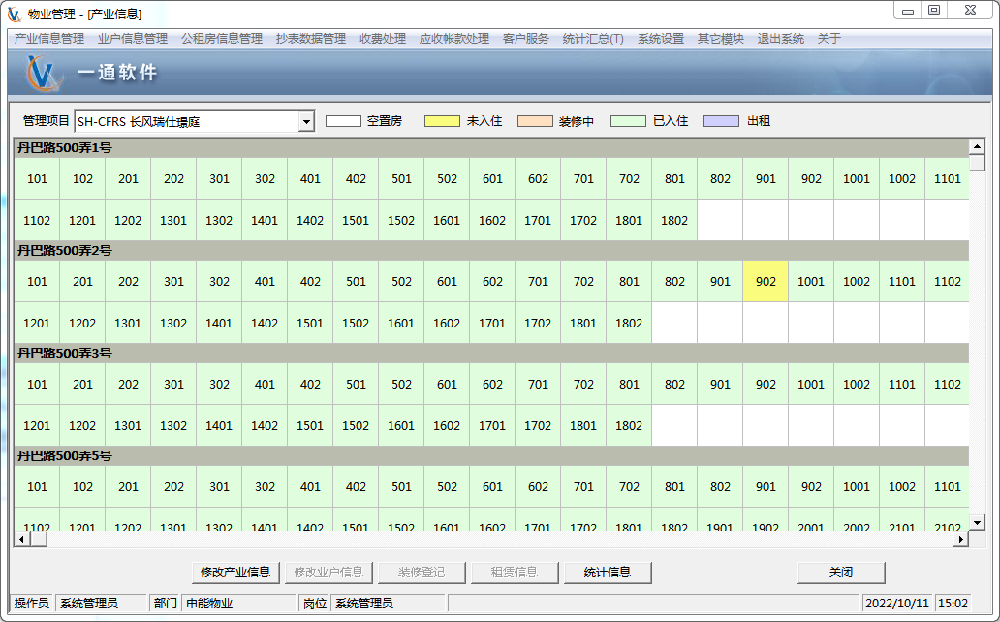 物业管理 - [产业信息]
产业信息管理 业户信息管理 公租房信息管理 抄表数据管理 收费处理 应收帐款处理 客户服务 统计汇总(T) 系统设置 其它模块 退出系统 关于
一通软件
管理项目 SH-CFRS 长风瑞仕璟庭 空置房 未入住 装修中 已入住 出租
丹巴路500弄1号
101 102 201 202 301 302 401 402 501 502 601 602 701 702 801 802 901 902 1001 1002 1101
1102 1201 1202 1301 1302 1401 1402 1501 1502 1601 1602 1701 1702 1801 1802
丹巴路500弄2号
101 201 202 301 302 401 402 501 502 601 602 701 702 801 802 901 902 1001 1002 1101 1102
1201 1202 1301 1302 1401 1402 1501 1502 1601 1602 1701 1702 1801 1802
丹巴路500弄3号
101 201 202 301 302 401 402 501 502 601 602 701 702 801 802 901 902 1001 1002 1101 1102
1201 1202 1301 1302 1401 1402 1501 1502 1601 1602 1701 1702 1801 1802
丹巴路500弄5号
101 102 201 202 301 302 401 402 501 502 601 602 701 702 801 802 901 902 1001 1002 1101
1102 1201 1202 1301 1302 1401 1402 1501 1502 1601 1602 1701 1702 1801 1802 1901 1902 2001 2002 2101 2102
修改产业信息 修改业户信息 装修登记 租赁信息 统计信息 关闭
操作员 系统管理员 部门 申能物业 岗位 系统管理员 2022/10/11 15:02